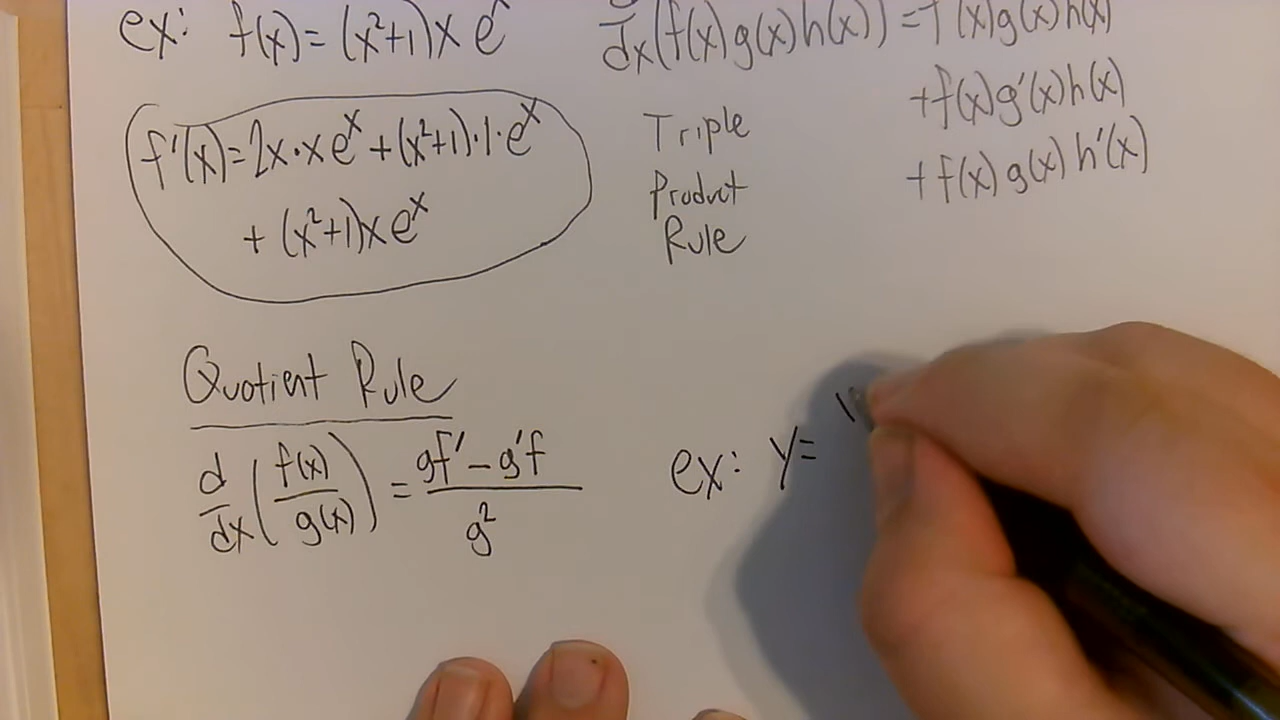 ex: f(x) = (x²+1)x eˣ
f'(x) = 2x·x eˣ + (x²+1)·1·eˣ
+ (x²+1)x eˣ
d/dx (f(x)g(x)h(x)) = f'(x)g(x)h(x)
+ f(x)g'(x)h(x)
+ f(x)g(x)h'(x)
Triple
Product
Rule
Quotient Rule
d/dx (f(x)/g(x)) = (gf' - g'f)/g²
ex: y=